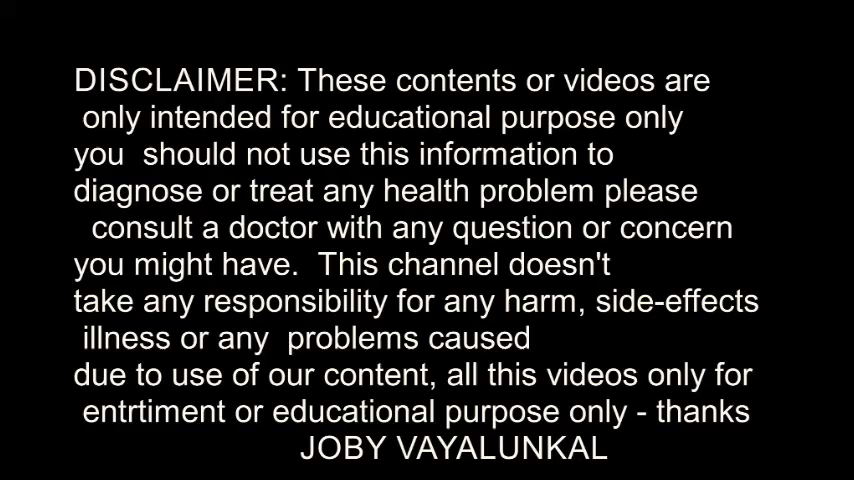 DISCLAIMER: These contents or videos are
only intended for educational purpose only
you should not use this information to
diagnose or treat any health problem please
consult a doctor with any question or concern
you might have. This channel doesn't
take any responsibility for any harm, side-effects
illness or any problems caused
due to use of our content, all this videos only for
entrtiment or educational purpose only - thanks
JOBY VAYALUNKAL